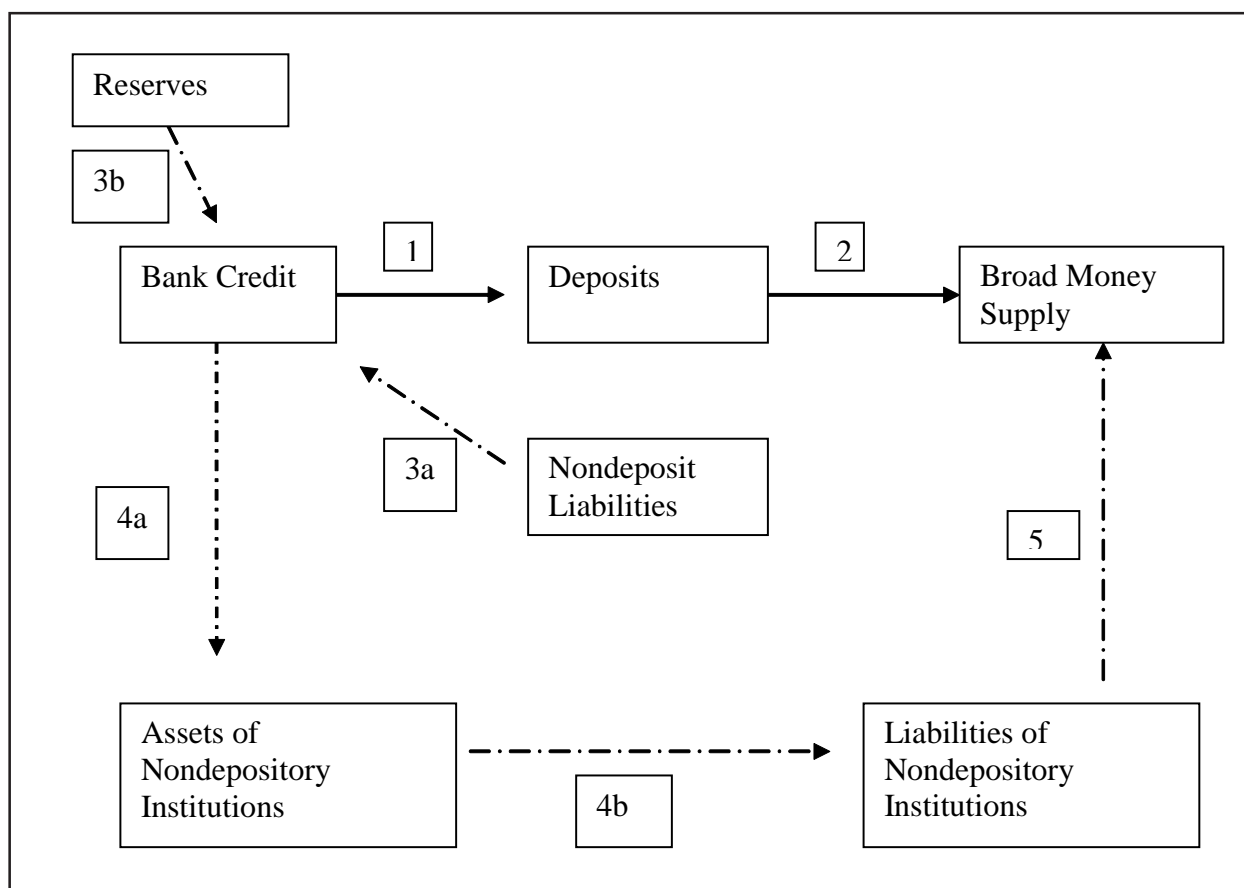 Reserves
3b
Bank Credit
1
Deposits
2
Broad Money
Supply
3a
Nondeposit
Liabilities
4a
5
Assets of
Nondepository
Institutions
4b
Liabilities of
Nondepository
Institutions